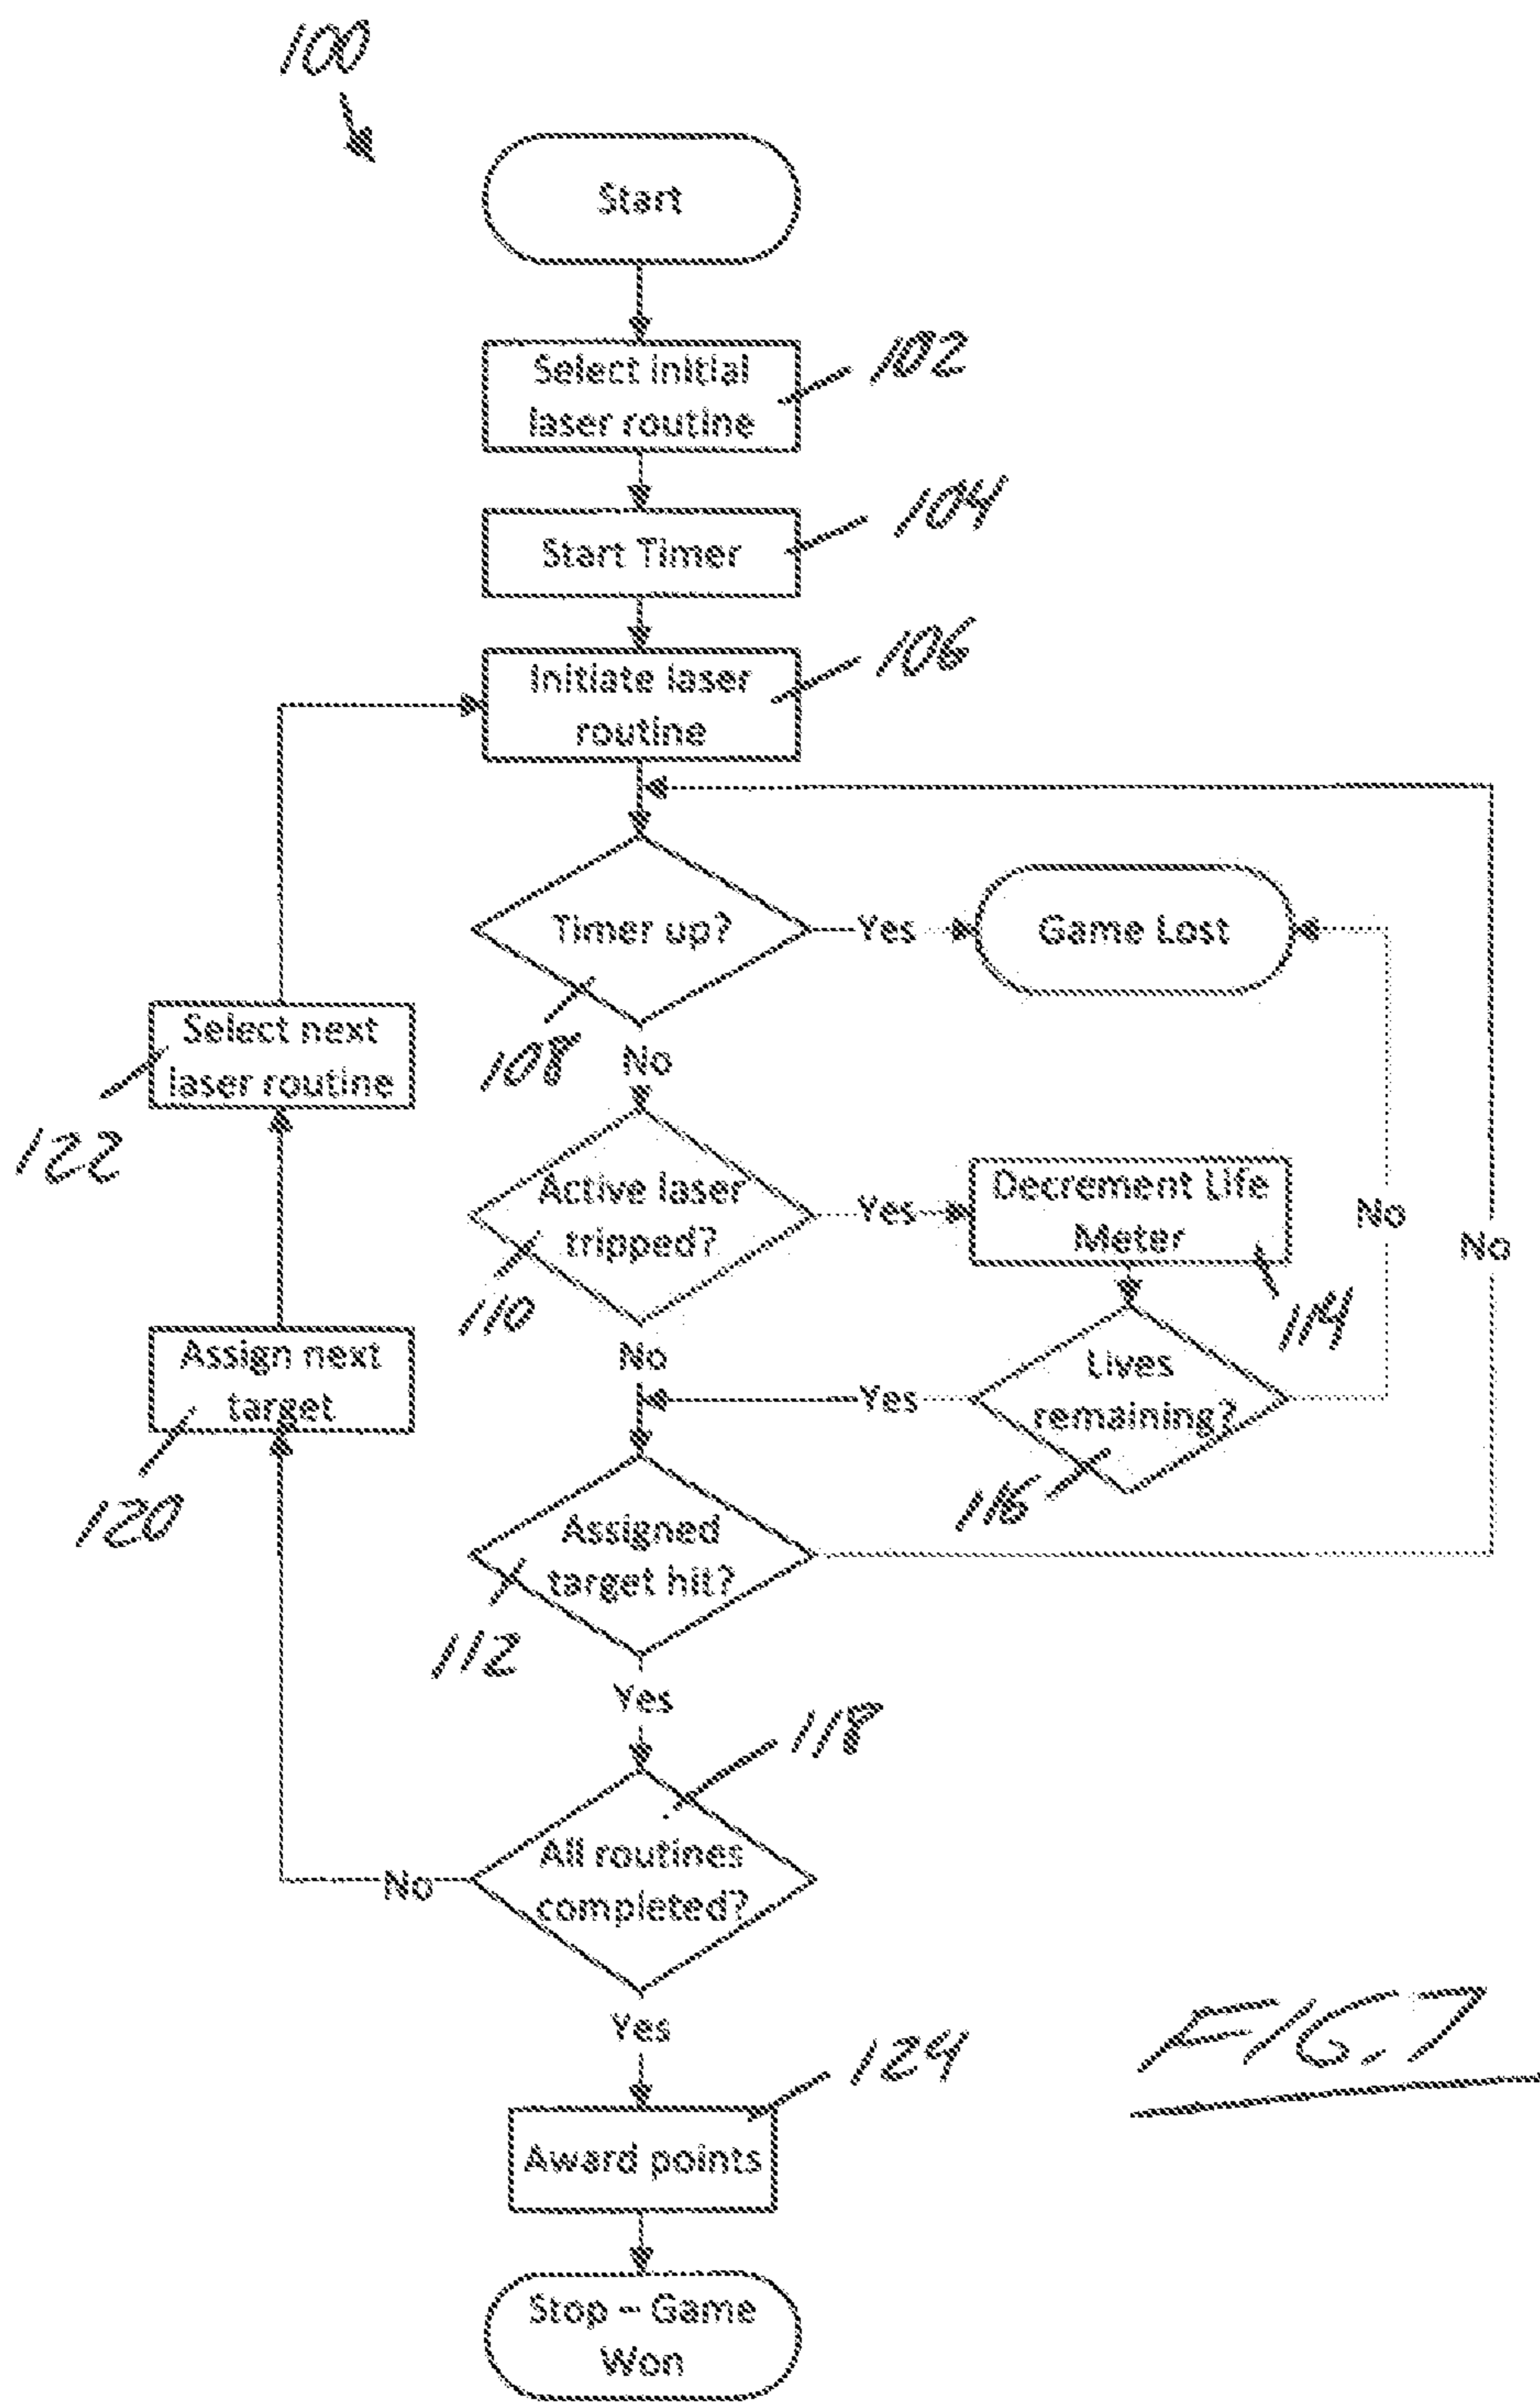 100
Start
Select initial
laser routine
102
Start Timer
104
Initiate laser
routine
106
Timer up?
Yes
Game Lost
108
No
Select next
laser routine
122
Active laser
tripped?
Yes
Decrement Life
Meter
No
No
110
114
No
Assign next
target
Yes
Lives
remaining?
120
116
Assigned
target hit?
112
Yes
118
All routines
completed?
No
Yes
124
Award points
FIG. 7
Stop – Game
Won